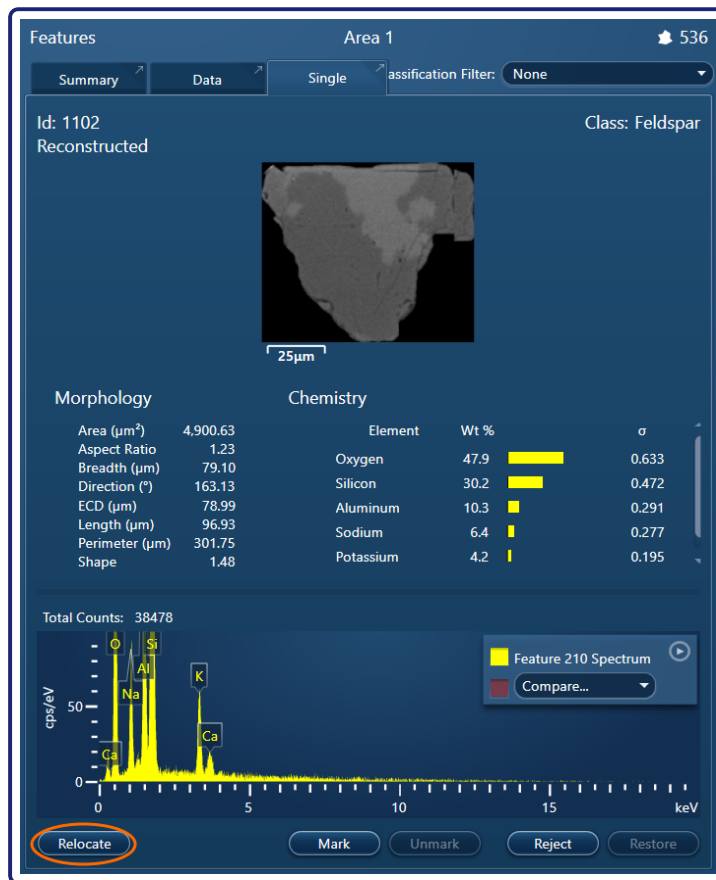 Features Area 1 536
Summary Data Single assification Filter: None
Id: 1102 Class: Feldspar
Reconstructed
25µm
Morphology Chemistry
Area (µm²) 4,900.63 Element Wt % σ
Aspect Ratio 1.23
Breadth (µm) 79.10 Oxygen 47.9 0.633
Direction (°) 163.13 Silicon 30.2 0.472
ECD (µm) 78.99 Aluminum 10.3 0.291
Length (µm) 96.93 Sodium 6.4 0.277
Perimeter (µm) 301.75
Shape 1.48 Potassium 4.2 0.195
Total Counts: 38478
O Si
Al Feature 210 Spectrum
Na K Compare...
50
cps/eV
Ca
Ca
0
0 5 10 15 keV
Relocate Mark Unmark Reject Restore